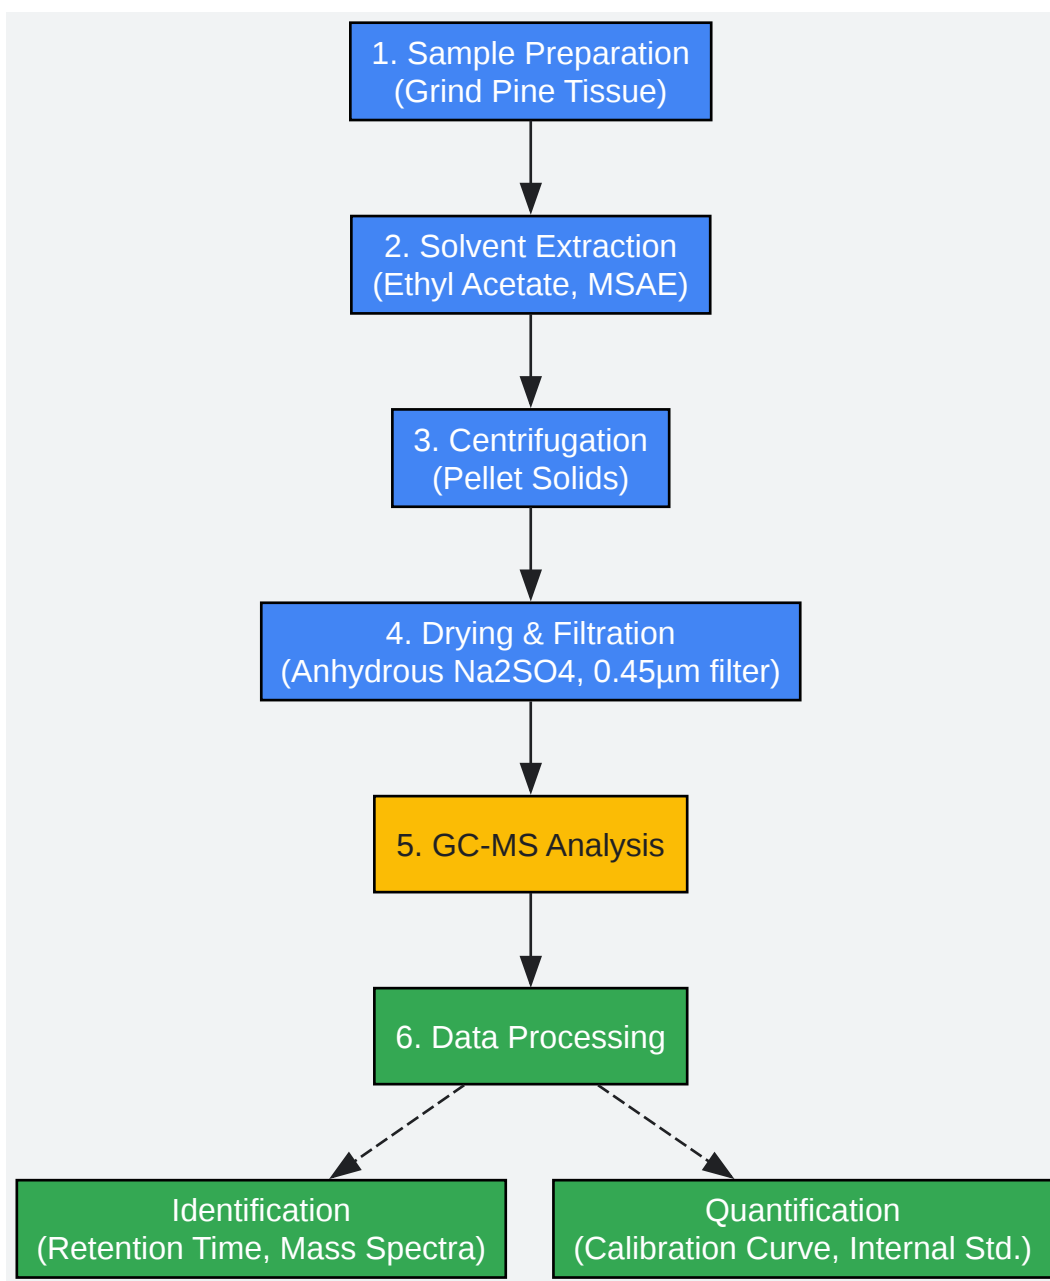 1. Sample Preparation
(Grind Pine Tissue)
2. Solvent Extraction
(Ethyl Acetate, MSAE)
3. Centrifugation
(Pellet Solids)
4. Drying & Filtration
(Anhydrous Na2SO4, 0.45µm filter)
5. GC-MS Analysis
6. Data Processing
Identification
(Retention Time, Mass Spectra)
Quantification
(Calibration Curve, Internal Std.)